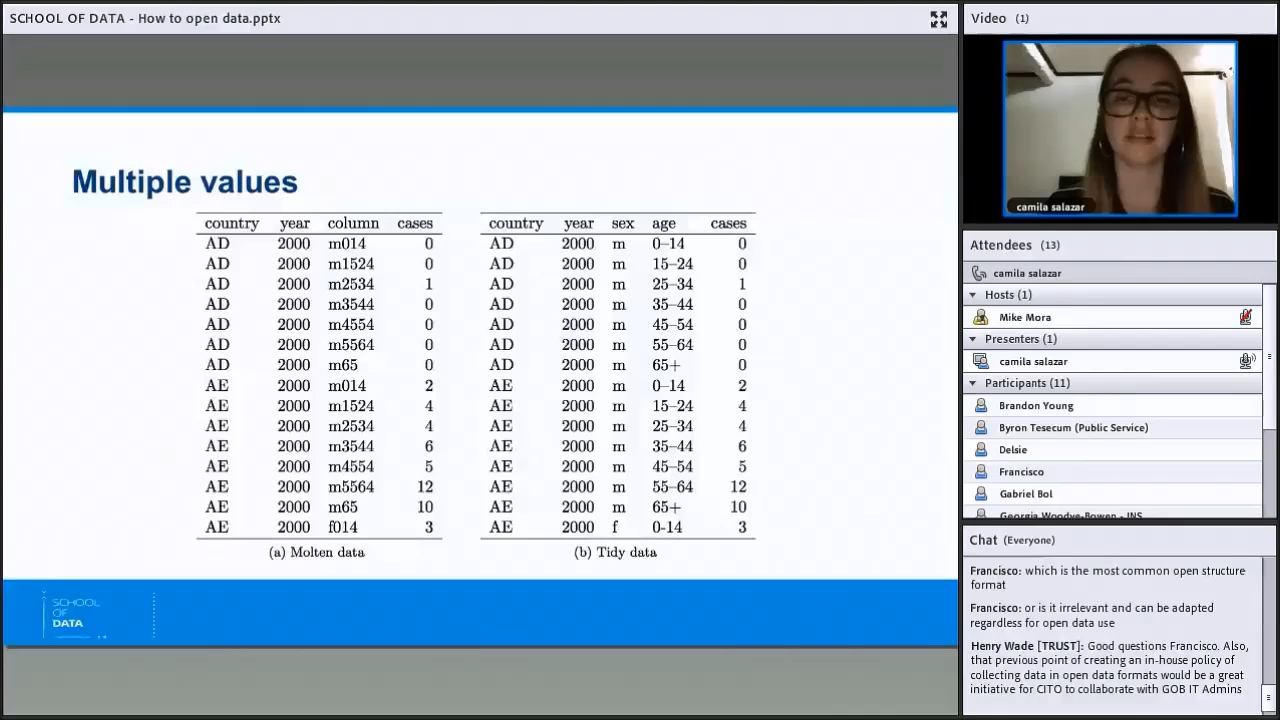 SCHOOL OF DATA - How to open data.pptx
Multiple values
country year column cases
AD 2000 m014 0
AD 2000 m1524 0
AD 2000 m2534 1
AD 2000 m3544 0
AD 2000 m4554 0
AD 2000 m5564 0
AD 2000 m65 0
AE 2000 m014 2
AE 2000 m1524 4
AE 2000 m2534 4
AE 2000 m3544 6
AE 2000 m4554 5
AE 2000 m5564 12
AE 2000 m65 10
AE 2000 f014 3
(a) Molten data
country year sex age cases
AD 2000 m 0–14 0
AD 2000 m 15–24 0
AD 2000 m 25–34 1
AD 2000 m 35–44 0
AD 2000 m 45–54 0
AD 2000 m 55–64 0
AD 2000 m 65+ 0
AE 2000 m 0–14 2
AE 2000 m 15–24 4
AE 2000 m 25–34 4
AE 2000 m 35–44 6
AE 2000 m 45–54 5
AE 2000 m 55–64 12
AE 2000 m 65+ 10
AE 2000 f 0-14 3
(b) Tidy data
SCHOOL
OF
DATA
Video (1)
camila salazar
Attendees (13)
camila salazar
Hosts (1)
Mike Mora
Presenters (1)
camila salazar
Participants (11)
Brandon Young
Byron Tesecum (Public Service)
Delsie
Francisco
Gabriel Bol
Georgia Woodye-Bowen - INS
Chat (Everyone)
Francisco: which is the most common open structure
format
Francisco: or is it irrelevant and can be adapted
regardless for open data use
Henry Wade [TRUST]: Good questions Francisco. Also,
that previous point of creating an in-house policy of
collecting data in open data formats would be a great
initiative for CITO to collaborate with GOB IT Admins